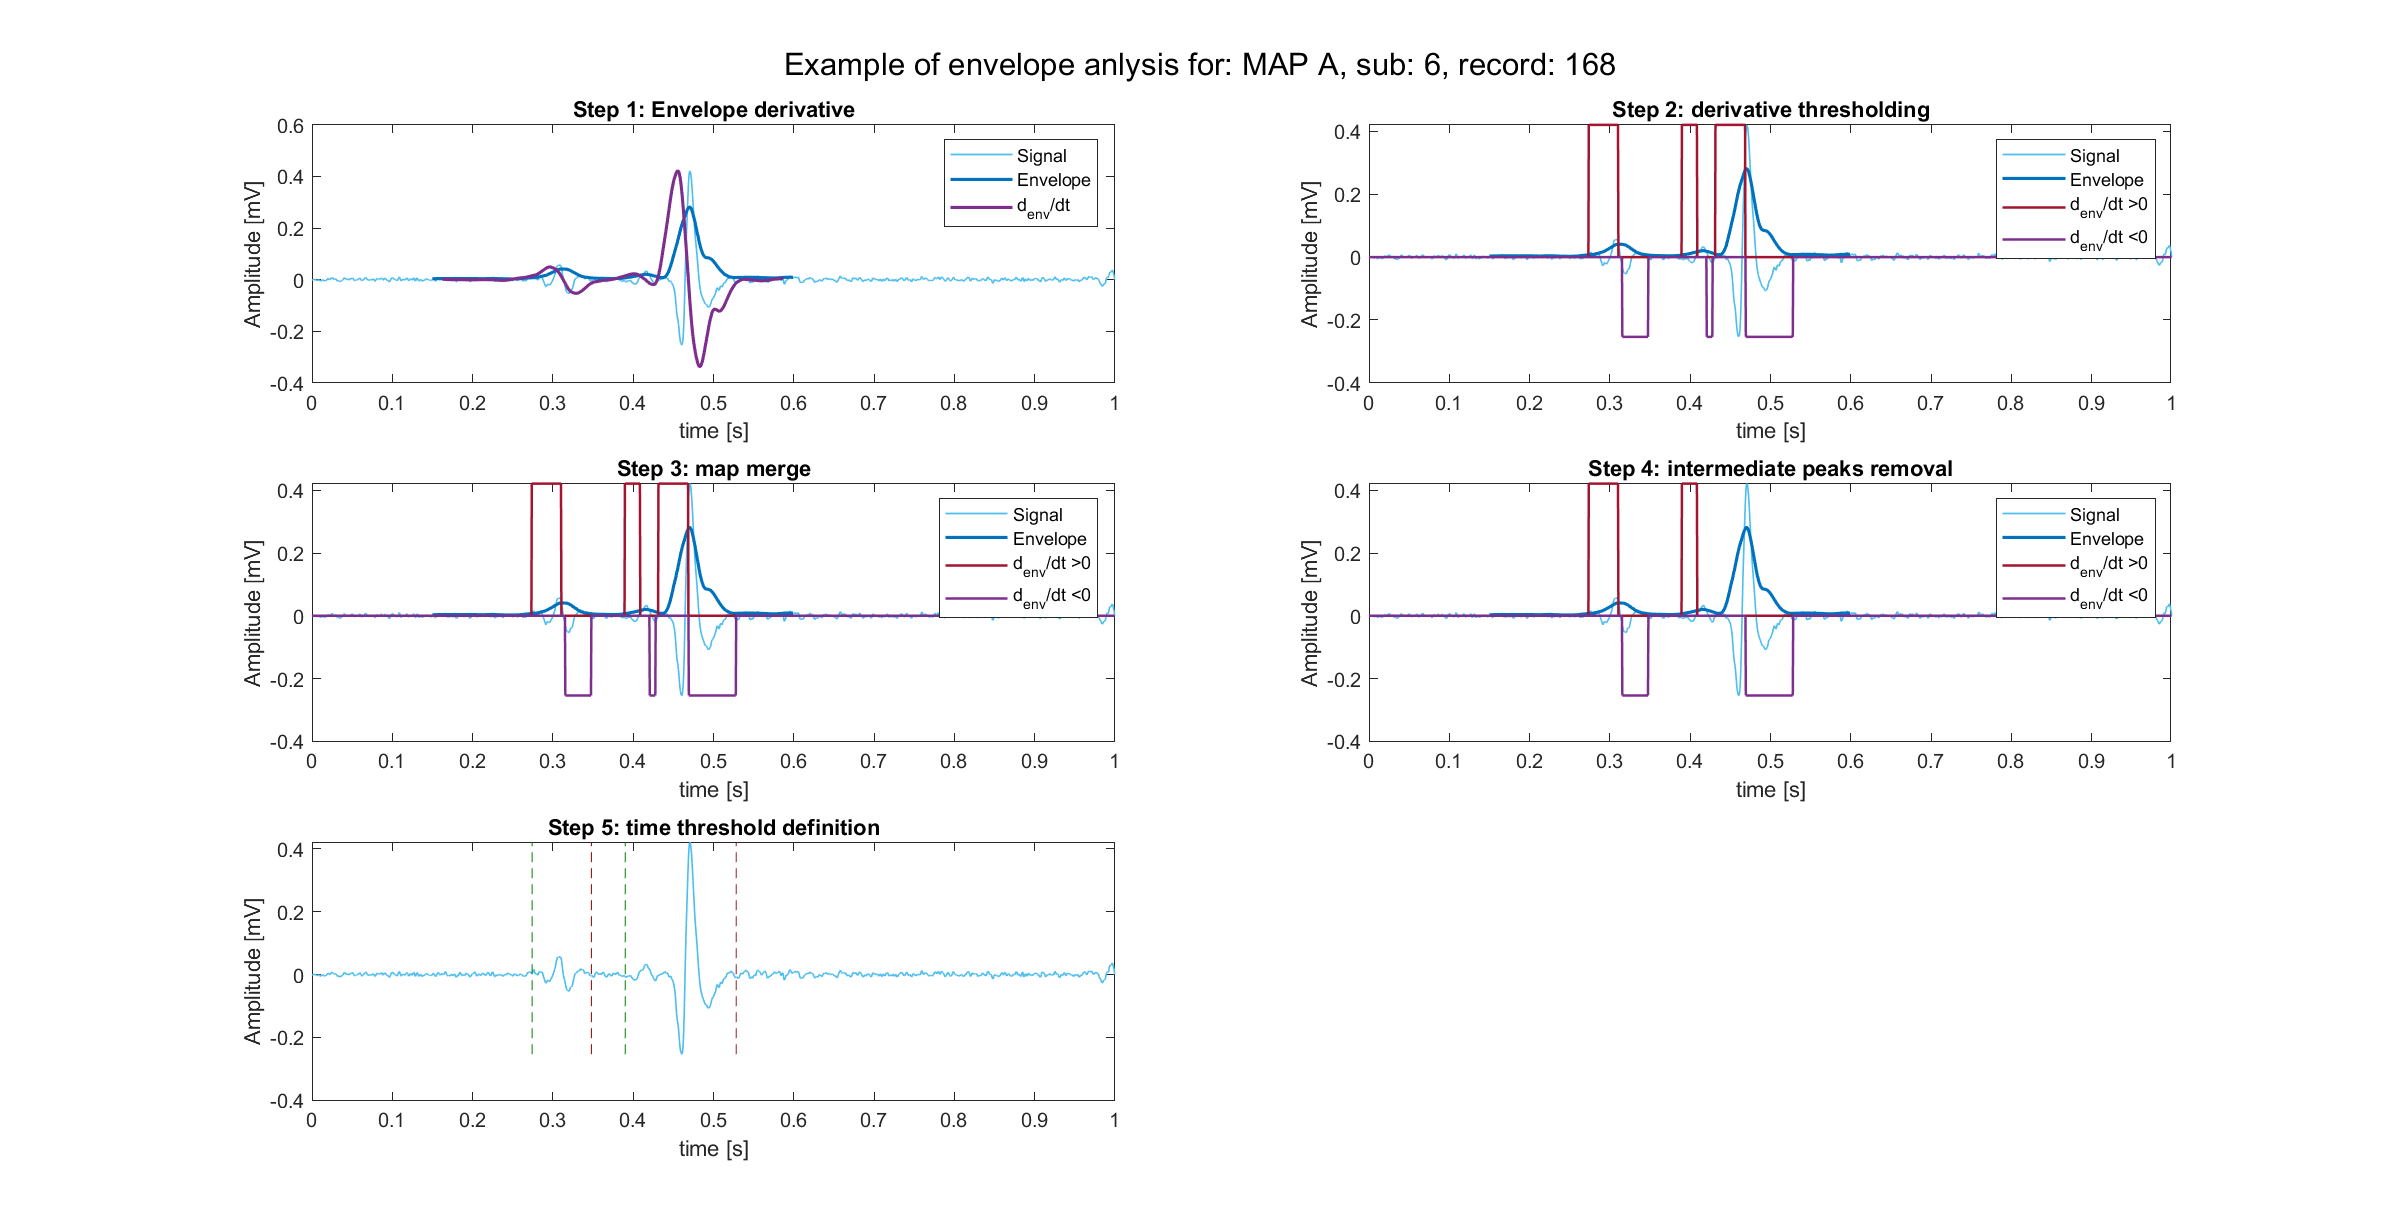 Example of envelope anlysis for: MAP A, sub: 6, record: 168
Step 1: Envelope derivative
0.6
0.4
0.2
0
-0.2
-0.4
Amplitude [mV]
0 0.1 0.2 0.3 0.4 0.5 0.6 0.7 0.8 0.9 1
time [s]
Signal
Envelope
d_env/dt
Step 2: derivative thresholding
0.4
0.2
0
-0.2
-0.4
Amplitude [mV]
0 0.1 0.2 0.3 0.4 0.5 0.6 0.7 0.8 0.9 1
time [s]
Signal
Envelope
d_env/dt >0
d_env/dt <0
Step 3: map merge
0.4
0.2
0
-0.2
-0.4
Amplitude [mV]
0 0.1 0.2 0.3 0.4 0.5 0.6 0.7 0.8 0.9 1
time [s]
Signal
Envelope
d_env/dt >0
d_env/dt <0
Step 4: intermediate peaks removal
0.4
0.2
0
-0.2
-0.4
Amplitude [mV]
0 0.1 0.2 0.3 0.4 0.5 0.6 0.7 0.8 0.9 1
time [s]
Signal
Envelope
d_env/dt >0
d_env/dt <0
Step 5: time threshold definition
0.4
0.2
0
-0.2
-0.4
Amplitude [mV]
0 0.1 0.2 0.3 0.4 0.5 0.6 0.7 0.8 0.9 1
time [s]